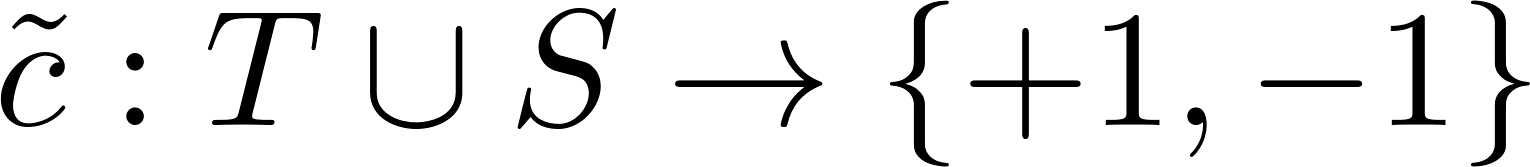 c̃ : T ∪ S → {+1, −1}